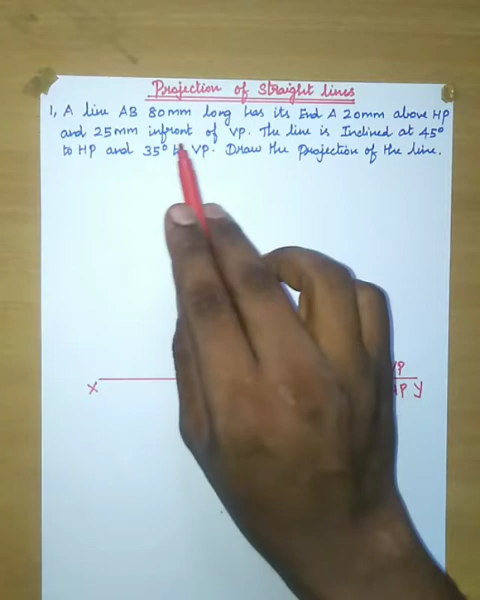 Projection of Straight lines
1, A line AB 80mm long has its End A 20mm above HP
and 25mm infront of VP. The line is Inclined at 45°
to HP and 35° VP. Draw the Projection of the line.
X
P
HP y